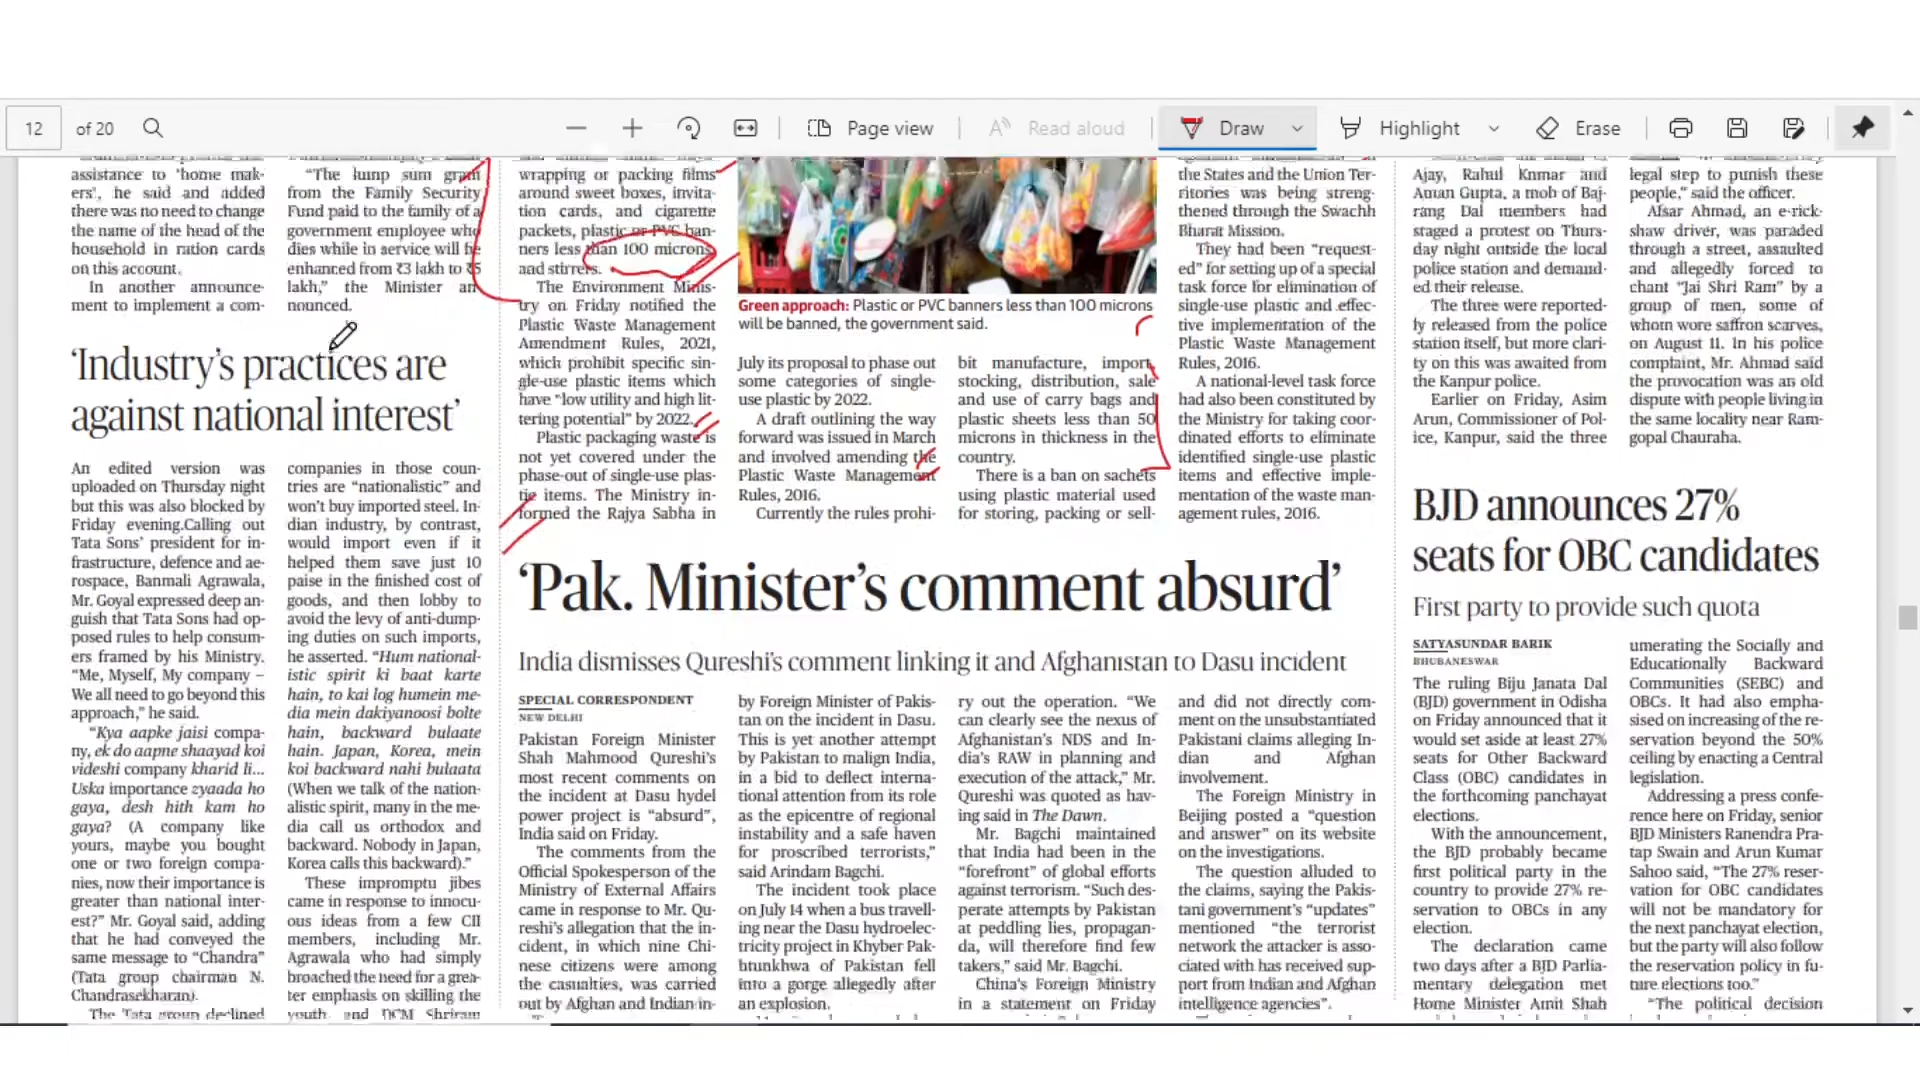 12 of 20 Page view Read aloud Draw Highlight Erase
assistance to 'home mak-
ers', he said and added
there was no need to change
the name of the head of the
household in ration cards
on this account.
In another announce-
ment to implement a com-
"The lump sum grant
from the Family Security
Fund paid to the family of a
government employee who
dies while in service will be
enhanced from ₹3 lakh to ₹5
lakh," the Minister an-
nounced.
'Industry's practices are
against national interest'
An edited version was
uploaded on Thursday night
but this was also blocked by
Friday evening.Calling out
Tata Sons' president for in-
frastructure, defence and ae-
rospace, Banmali Agrawala,
Mr. Goyal expressed deep an-
guish that Tata Sons had op-
posed rules to help consum-
ers framed by his Ministry.
"Me, Myself, My company –
We all need to go beyond this
approach," he said.
"Kya aapke jaisi compa-
ny, ek do aapne shaayad koi
videshi company kharid li...
Uska importance zyaada ho
gaya, desh hith kam ho
gaya? (A company like
yours, maybe you bought
one or two foreign compa-
nies, now their importance is
greater than national inter-
est?" Mr. Goyal said, adding
that he had conveyed the
same message to "Chandra"
(Tata group chairman N.
Chandrasekharan).
The Tata group declined
companies in those coun-
tries are "nationalistic" and
won't buy imported steel. In-
dian industry, by contrast,
would import even if it
helped them save just 10
paise in the finished cost of
goods, and then lobby to
avoid the levy of anti-dump-
ing duties on such imports,
he asserted. "Hum national-
istic spirit ki baat karte
hain, to kai log humein me-
dia mein dakiyanoosi bolte
hain, backward bulaate
hain. Japan, Korea, mein
koi backward nahi bulaata
(When we talk of the nation-
alistic spirit, many in the me-
dia call us orthodox and
backward. Nobody in Japan,
Korea calls this backward)."
These impromptu jibes
came in response to innocu-
ous ideas from a few CII
members, including Mr.
Agrawala who had simply
broached the need for a grea-
ter emphasis on skilling the
youth and DCM Shriram
wrapping or packing films
around sweet boxes, invita-
tion cards, and cigarette
packets, plastic or PVC ban-
ners less than 100 microns
and stirrers.
The Environment Minis-
try on Friday notified the
Plastic Waste Management
Amendment Rules, 2021,
which prohibit specific sin-
gle-use plastic items which
have "low utility and high lit-
tering potential" by 2022.
Plastic packaging waste is
not yet covered under the
phase-out of single-use plas-
tic items. The Ministry in-
formed the Rajya Sabha in
Green approach: Plastic or PVC banners less than 100 microns
will be banned, the government said.
July its proposal to phase out
some categories of single-
use plastic by 2022.
A draft outlining the way
forward was issued in March
and involved amending the
Plastic Waste Management
Rules, 2016.
Currently the rules prohi-
bit manufacture, import,
stocking, distribution, sale
and use of carry bags and
plastic sheets less than 50
microns in thickness in the
country.
There is a ban on sachets
using plastic material used
for storing, packing or sell-
the States and the Union Ter-
ritories was being streng-
thened through the Swachh
Bharat Mission.
They had been "request-
ed" for setting up of a special
task force for elimination of
single-use plastic and effec-
tive implementation of the
Plastic Waste Management
Rules, 2016.
A national-level task force
had also been constituted by
the Ministry for taking coor-
dinated efforts to eliminate
identified single-use plastic
items and effective imple-
mentation of the waste man-
agement rules, 2016.
'Pak. Minister's comment absurd'
India dismisses Qureshi's comment linking it and Afghanistan to Dasu incident
SPECIAL CORRESPONDENT
NEW DELHI
Pakistan Foreign Minister
Shah Mahmood Qureshi's
most recent comments on
the incident at Dasu hydel
power project is "absurd",
India said on Friday.
The comments from the
Official Spokesperson of the
Ministry of External Affairs
came in response to Mr. Qu-
reshi's allegation that the in-
cident, in which nine Chi-
nese citizens were among
the casualties, was carried
out by Afghan and Indian in-
by Foreign Minister of Pakis-
tan on the incident in Dasu.
This is yet another attempt
by Pakistan to malign India,
in a bid to deflect interna-
tional attention from its role
as the epicentre of regional
instability and a safe haven
for proscribed terrorists,"
said Arindam Bagchi.
The incident took place
on July 14 when a bus travell-
ing near the Dasu hydroelec-
tricity project in Khyber Pak-
htunkhwa of Pakistan fell
into a gorge allegedly after
an explosion.
ry out the operation. "We
can clearly see the nexus of
Afghanistan's NDS and In-
dia's RAW in planning and
execution of the attack," Mr.
Qureshi was quoted as hav-
ing said in The Dawn.
Mr. Bagchi maintained
that India had been in the
"forefront" of global efforts
against terrorism. "Such des-
perate attempts by Pakistan
at peddling lies, propagan-
da, will therefore find few
takers," said Mr. Bagchi.
China's Foreign Ministry
in a statement on Friday
and did not directly com-
ment on the unsubstantiated
Pakistani claims alleging In-
dian and Afghan
involvement.
The Foreign Ministry in
Beijing posted a "question
and answer" on its website
on the investigations.
The question alluded to
the claims, saying the Pakis-
tani government's "updates"
mentioned "the terrorist
network the attacker is asso-
ciated with has received sup-
port from Indian and Afghan
intelligence agencies".
Ajay, Rahul Kumar and
Aman Gupta, a mob of Baj-
rang Dal members had
staged a protest on Thurs-
day night outside the local
police station and demand-
ed their release.
The three were reported-
ly released from the police
station itself, but more clari-
ty on this was awaited from
the Kanpur police.
Earlier on Friday, Asim
Arun, Commissioner of Pol-
ice, Kanpur, said the three
legal step to punish these
people," said the officer.
Afsar Ahmad, an e-rick-
shaw driver, was paraded
through a street, assaulted
and allegedly forced to
chant "Jai Shri Ram" by a
group of men, some of
whom wore saffron scarves,
on August 11. In his police
complaint, Mr. Ahmad said
the provocation was an old
dispute with people living in
the same locality near Ram-
gopal Chauraha.
BJD announces 27%
seats for OBC candidates
First party to provide such quota
SATYASUNDAR BARIK
BHUBANESWAR
The ruling Biju Janata Dal
(BJD) government in Odisha
on Friday announced that it
would set aside at least 27%
seats for Other Backward
Class (OBC) candidates in
the forthcoming panchayat
elections.
With the announcement,
the BJD probably became
first political party in the
country to provide 27% re-
servation to OBCs in any
election.
The declaration came
two days after a BJD Parlia-
mentary delegation met
Home Minister Amit Shah
umerating the Socially and
Educationally Backward
Communities (SEBC) and
OBCs. It had also empha-
sised on increasing of the re-
servation beyond the 50%
ceiling by enacting a Central
legislation.
Addressing a press confe-
rence here on Friday, senior
BJD Ministers Ranendra Pra-
tap Swain and Arun Kumar
Sahoo said, "The 27% reser-
vation for OBC candidates
will not be mandatory for
the next panchayat election,
but the party will also follow
the reservation policy in fu-
ture elections too."
"The political decision